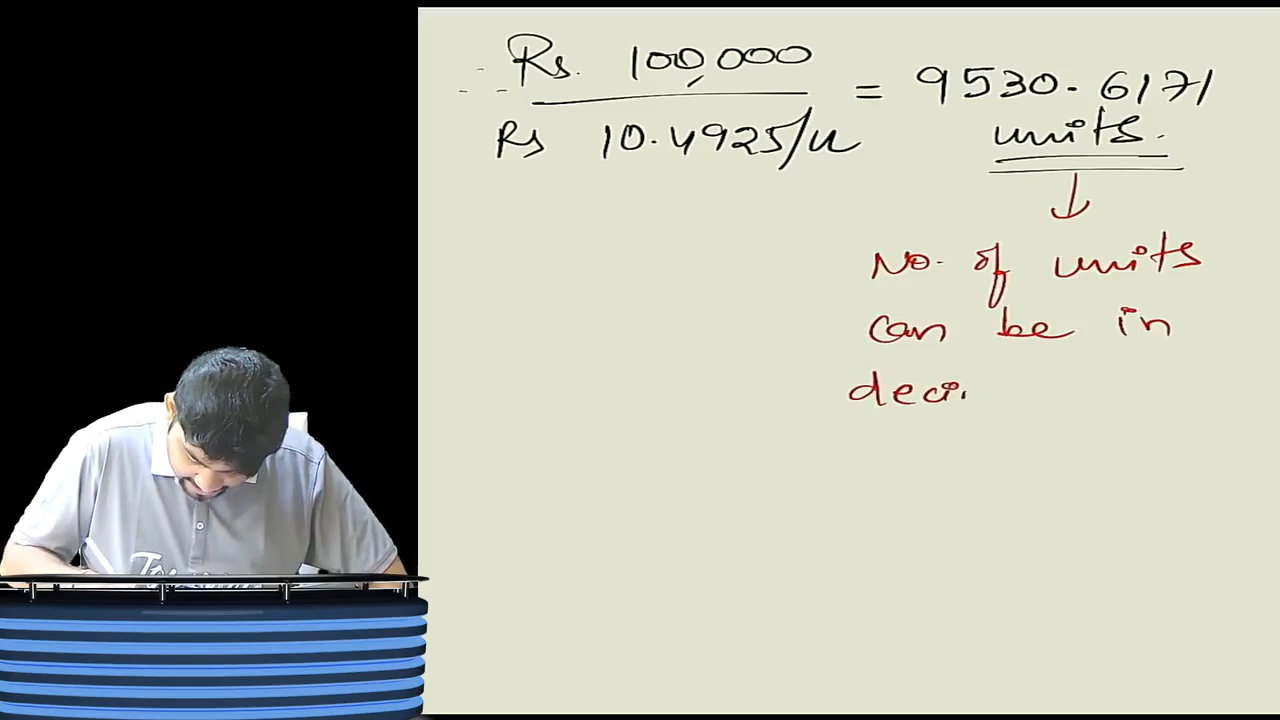 Rs. 100,000
Rs 10.4925/u
= 9530.6171
units.
No. of units
can be in
deci